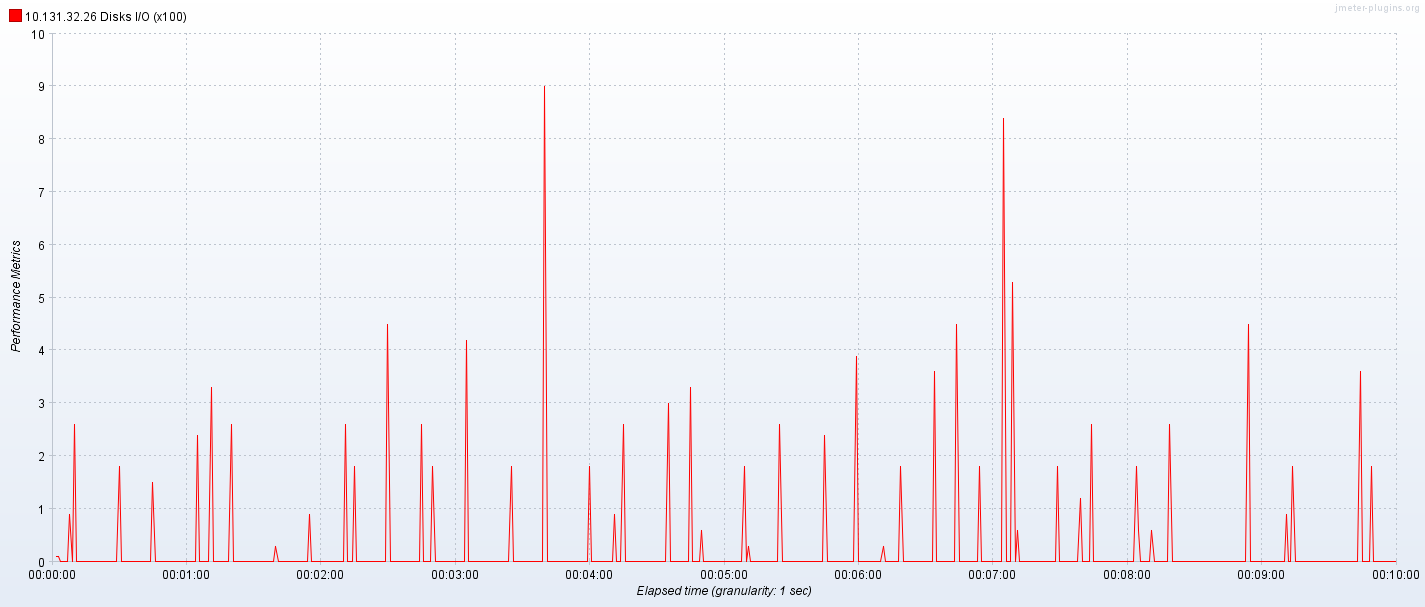 10.131.32.26 Disks I/O (x100)
jmeter-plugins.org
10
9
8
7
6
5
4
3
2
1
0
Performance Metrics
00:00:00 00:01:00 00:02:00 00:03:00 00:04:00 00:05:00 00:06:00 00:07:00 00:08:00 00:09:00 00:10:00
Elapsed time (granularity: 1 sec)